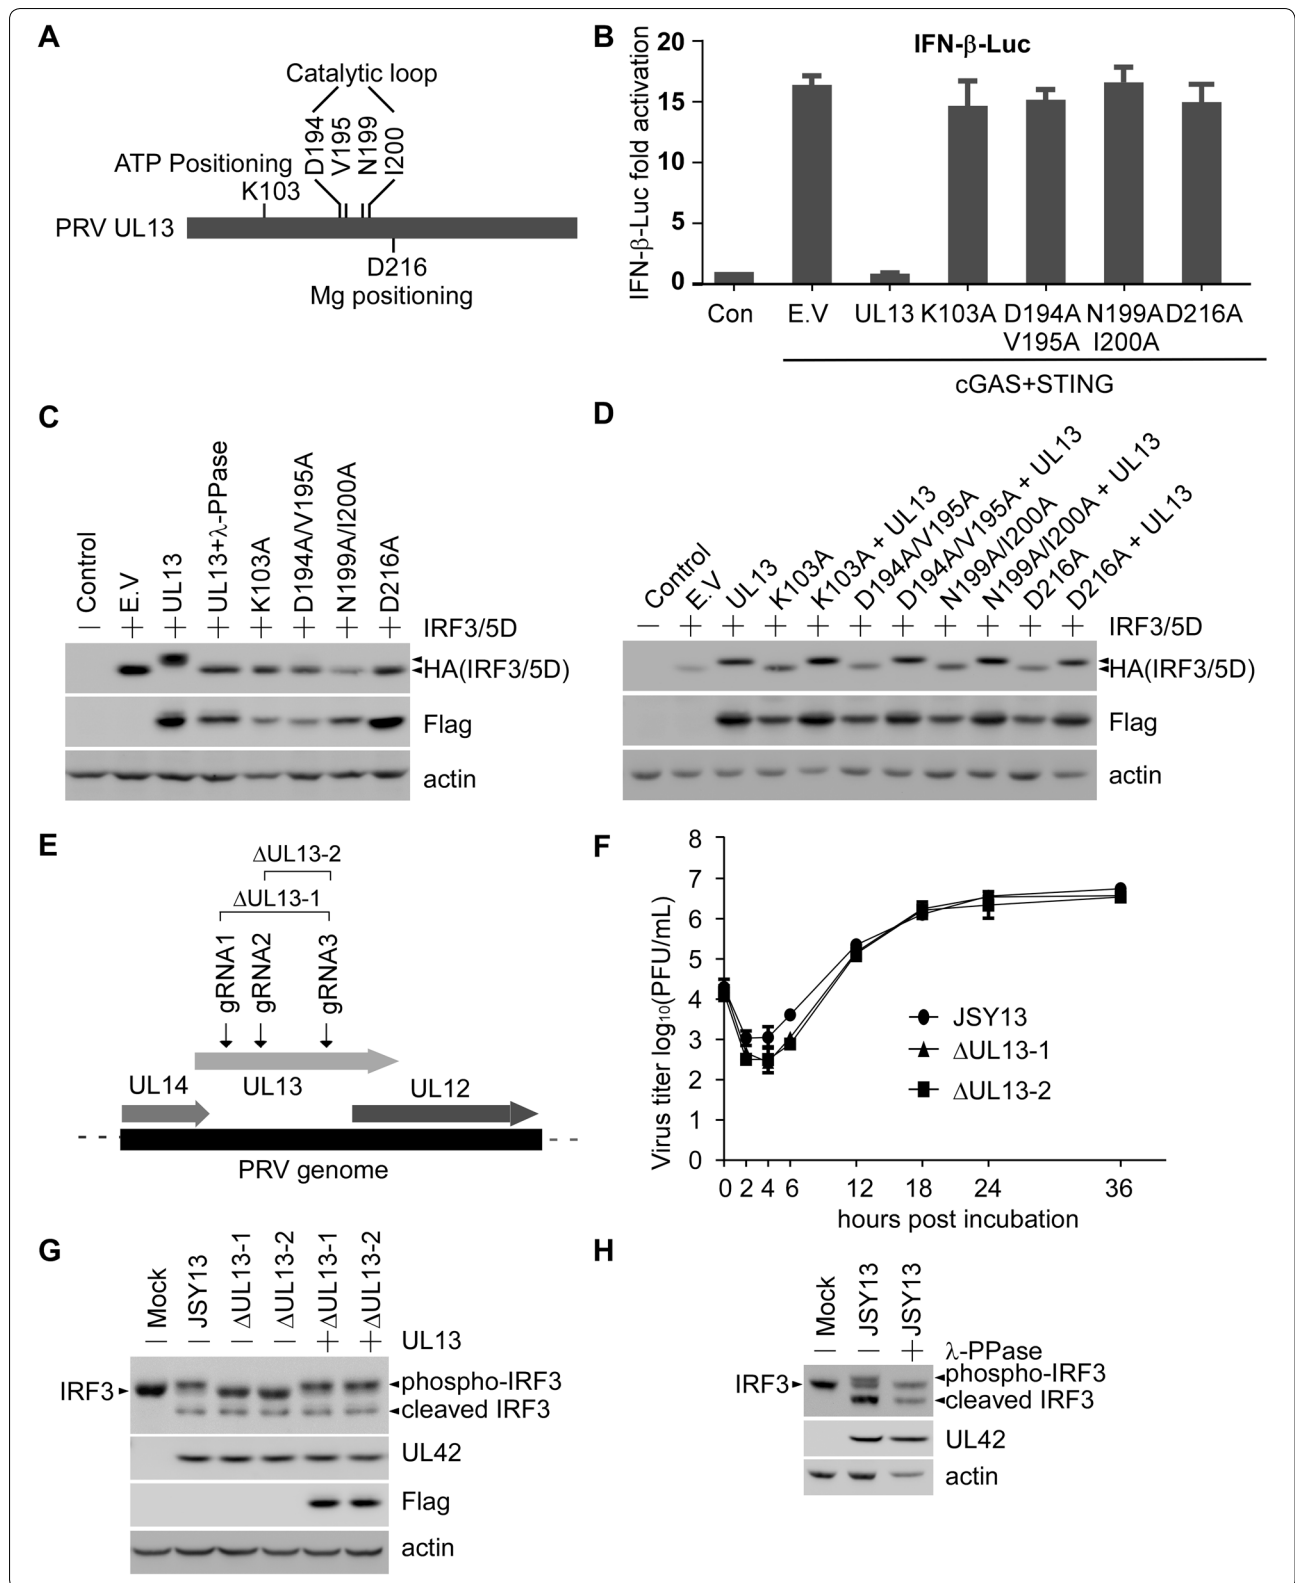 A
Catalytic loop
D194
V195
N199
I200
ATP Positioning
K103
PRV UL13
D216
Mg positioning
B
IFN-β-Luc
IFN-β-Luc fold activation
20
15
10
5
0
Con E.V UL13 K103A D194A N199A D216A
V195A I200A
cGAS+STING
C
Control
E.V
UL13
UL13+λ-PPase
K103A
D194A/V195A
N199A/I200A
D216A
— + + + + + + + IRF3/5D
HA(IRF3/5D)
Flag
actin
D
Control
E.V
UL13
K103A
K103A + UL13
D194A/V195A
D194A/V195A + UL13
N199A/I200A
N199A/I200A + UL13
D216A
D216A + UL13
— + + + + + + + + + + IRF3/5D
HA(IRF3/5D)
Flag
actin
E
ΔUL13-2
ΔUL13-1
gRNA1
gRNA2
gRNA3
UL14 UL13 UL12
PRV genome
F
Virus titer log10(PFU/mL)
8
7
6
5
4
3
2
1
0
JSY13
ΔUL13-1
ΔUL13-2
0 2 4 6 12 18 24 36
hours post incubation
G
Mock
JSY13
ΔUL13-1
ΔUL13-2
ΔUL13-1
ΔUL13-2
— — — — + + UL13
IRF3
phospho-IRF3
cleaved IRF3
UL42
Flag
actin
H
Mock
JSY13
JSY13
— — + λ-PPase
IRF3
phospho-IRF3
cleaved IRF3
UL42
actin